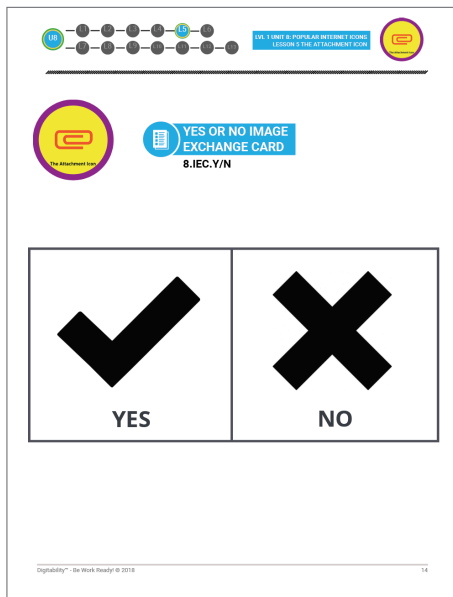 U8
L1 L2 L3 L4 L5 L6
L7 L8 L9 L10 L11 L12 L13
LVL 1 UNIT 8: POPULAR INTERNET ICONS
LESSON 5 THE ATTACHMENT ICON
The Attachment Icon
YES OR NO IMAGE
EXCHANGE CARD
8.IEC.Y/N
YES NO
Digitability™ - Be Work Ready! © 2018 14